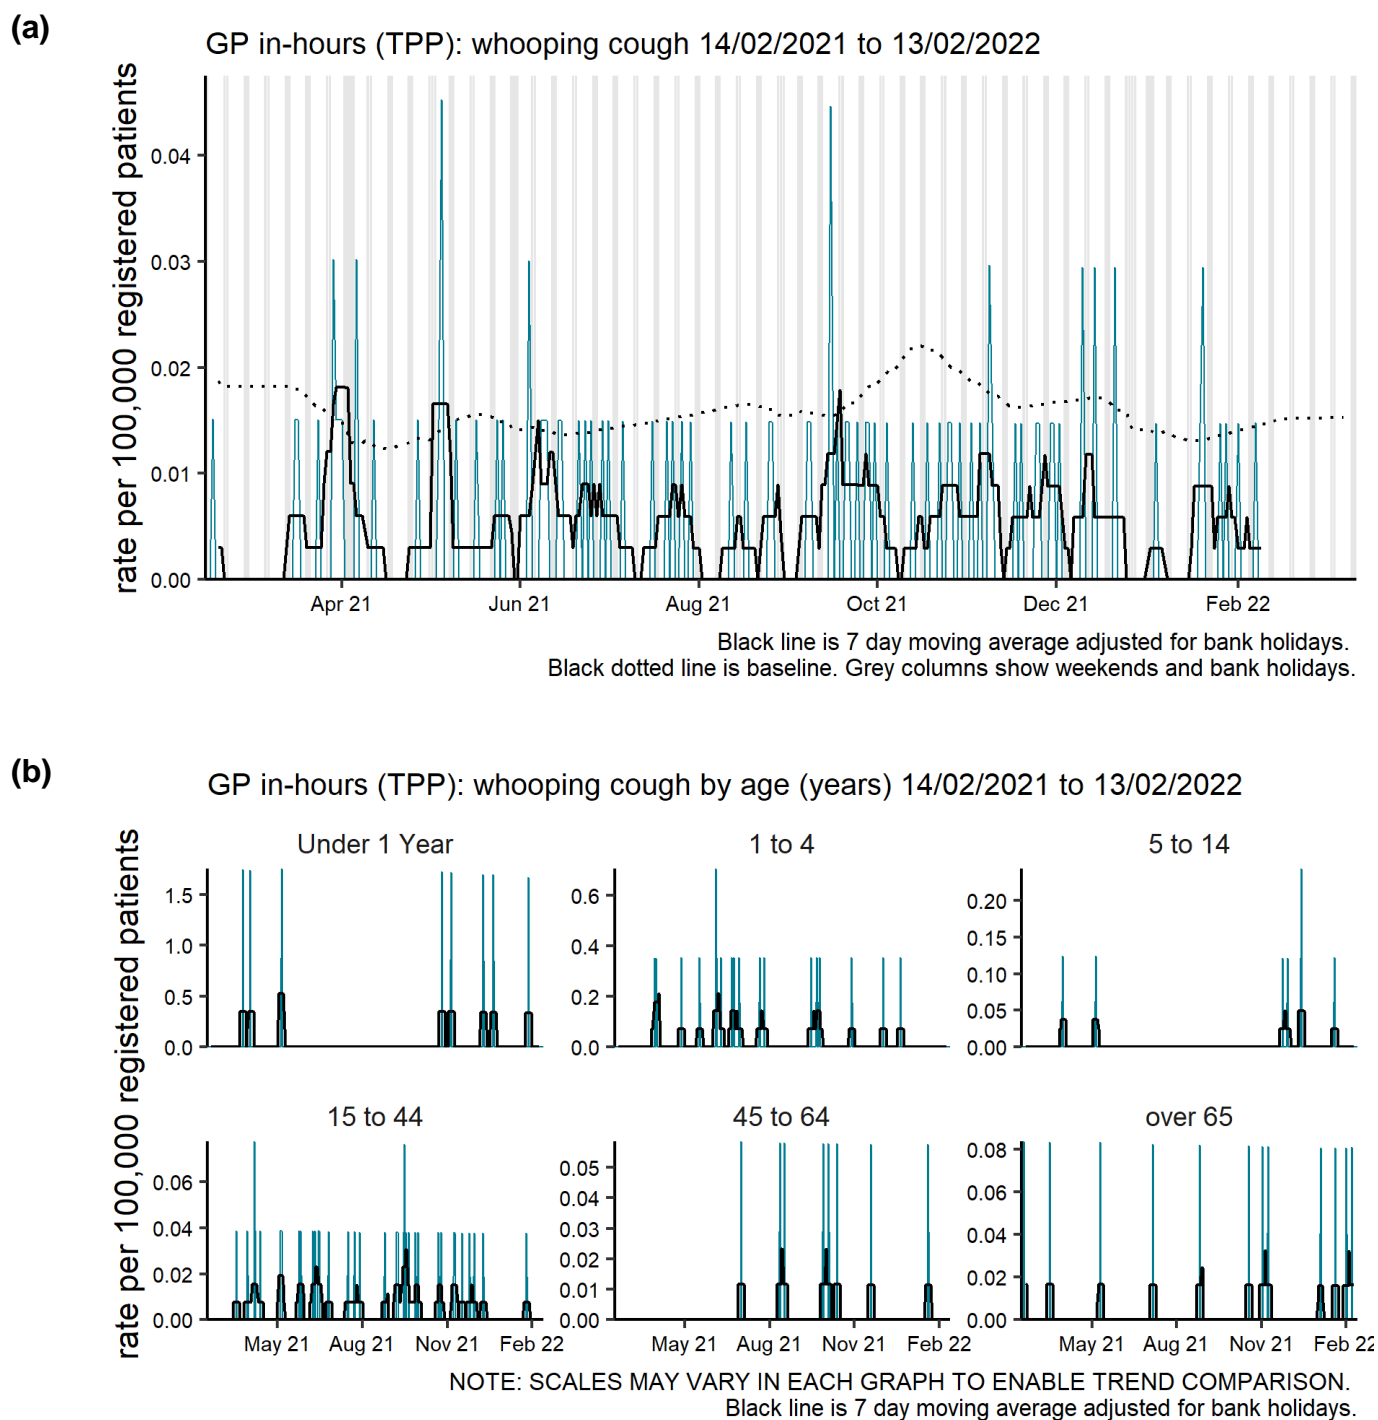 (a)
GP in-hours (TPP): whooping cough 14/02/2021 to 13/02/2022
rate per 100,000 registered patients
0.04
0.03
0.02
0.01
0.00
Apr 21 Jun 21 Aug 21 Oct 21 Dec 21 Feb 22
Black line is 7 day moving average adjusted for bank holidays.
Black dotted line is baseline. Grey columns show weekends and bank holidays.
(b)
GP in-hours (TPP): whooping cough by age (years) 14/02/2021 to 13/02/2022
rate per 100,000 registered patients
Under 1 Year
1.5
1.0
0.5
0.0
1 to 4
0.6
0.4
0.2
0.0
5 to 14
0.20
0.15
0.10
0.05
0.00
15 to 44
0.06
0.04
0.02
0.00
May 21 Aug 21 Nov 21 Feb 22
45 to 64
0.05
0.04
0.03
0.02
0.01
0.00
May 21 Aug 21 Nov 21 Feb 22
over 65
0.08
0.06
0.04
0.02
0.00
May 21 Aug 21 Nov 21 Feb 22
NOTE: SCALES MAY VARY IN EACH GRAPH TO ENABLE TREND COMPARISON.
Black line is 7 day moving average adjusted for bank holidays.